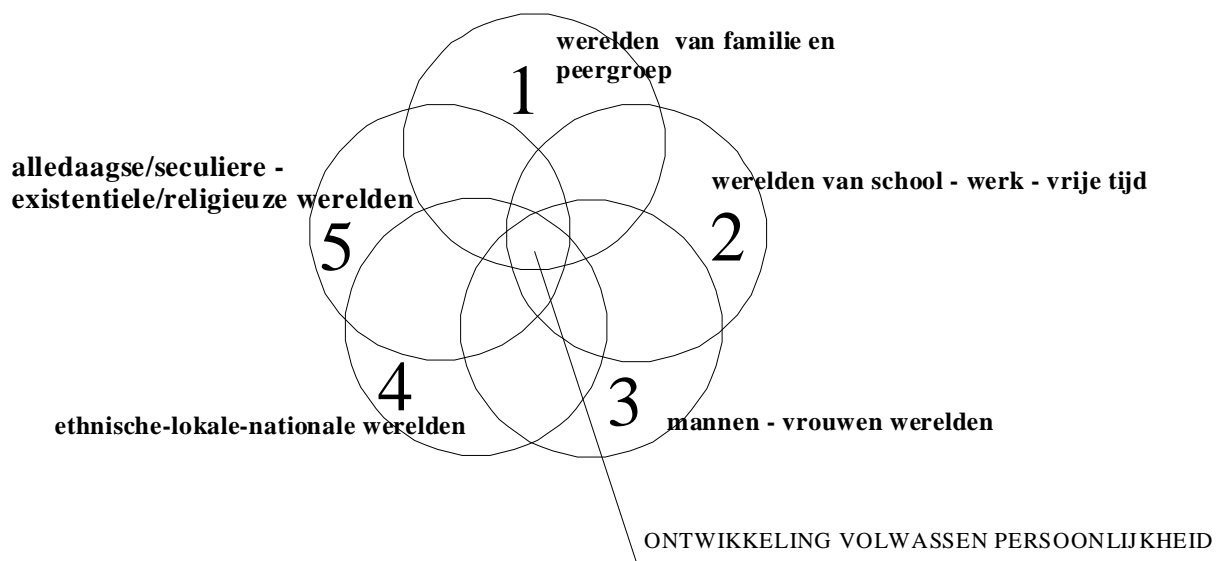 werelden van familie en
peergroep
1
alledaagse/seculiere -
existentiele/religieuze werelden
werelden van school - werk - vrije tijd
5
2
4
3
ethnische-lokale-nationale werelden
mannen - vrouwen werelden
ONTWIKKELING VOLWASSEN PERSOONLIJKHEID